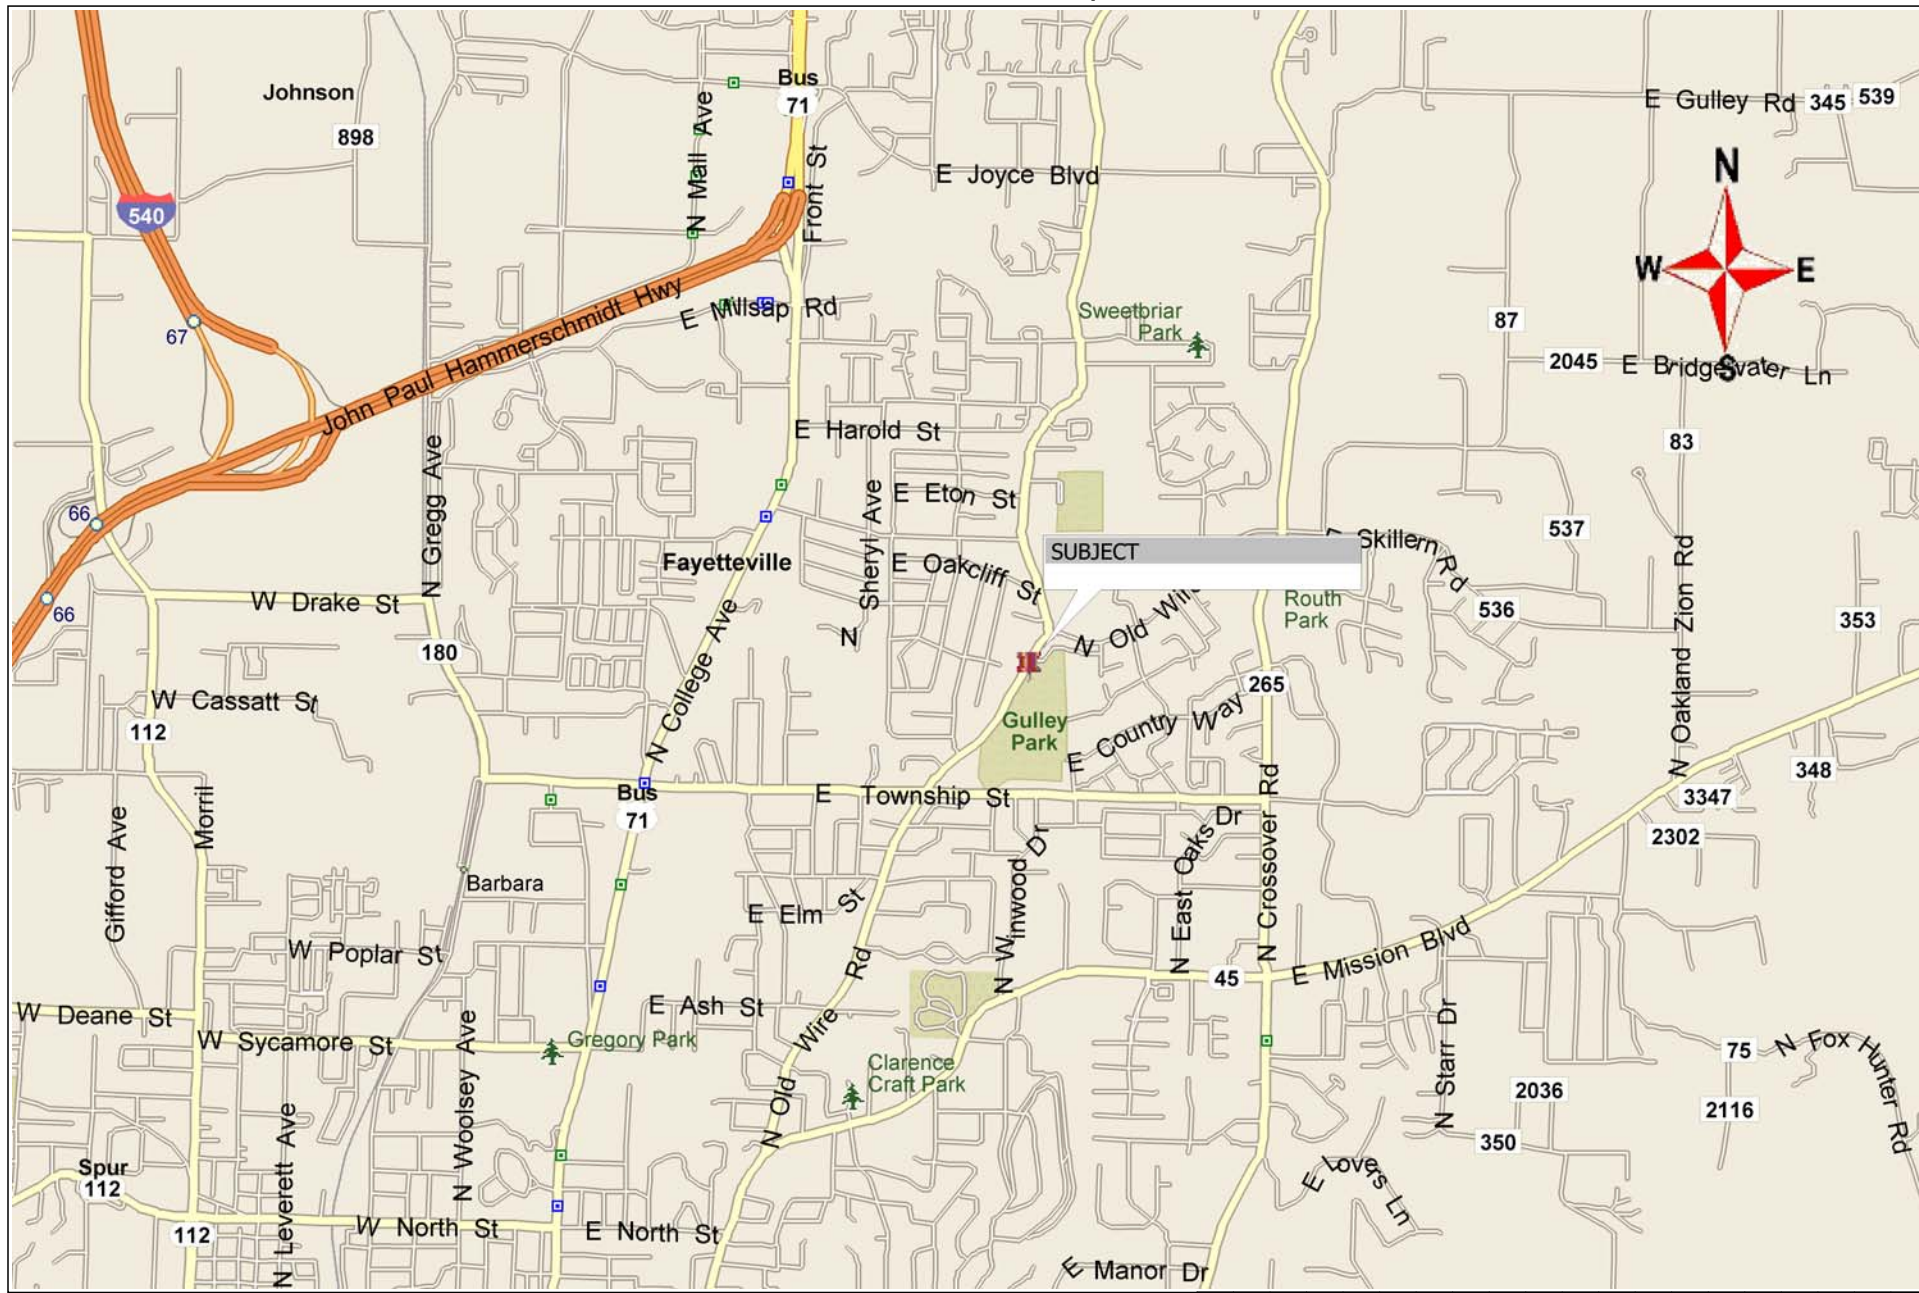 Johnson
898
Bus
71
N Mall Ave
Front St
E Joyce Blvd
E Gulley Rd
345
539
N
W
E
S
540
67
John Paul Hammerschmidt Hwy
E Millsap Rd
Sweetbriar
Park
87
2045
E Bridgewater Ln
83
E Harold St
N Gregg Ave
66
66
N Sheryl Ave
E Eton St
Fayetteville
E Oakcliff St
SUBJECT
E Skillern Rd
537
536
353
N Oakland Zion Rd
Routh
Park
N Old Wire
W Drake St
180
N College Ave
W Cassatt St
112
265
Gulley
Park
E Country Way
348
3347
2302
Bus
71
E Township St
Gifford Ave
Morril
Barbara
N Winwood Dr
N East Oaks Dr
N Crossover Rd
E Elm St
W Poplar St
E Mission Blvd
45
W Deane St
W Sycamore St
N Woolsey Ave
E Ash St
Gregory Park
N Old Wire Rd
Clarence
Craft Park
N Starr Dr
75
N Fox Hunter Rd
2036
2116
350
N Leverett Ave
Spur
112
112
W North St
E North St
E Lovers Ln
E Manor Dr